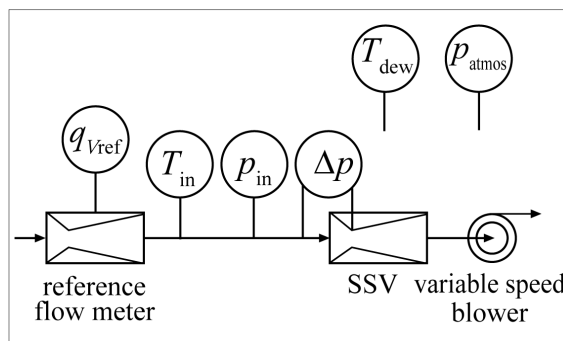 T_dew
p_atmos
q_Vref
T_in
p_in
Δp
reference
flow meter
SSV
variable speed
blower